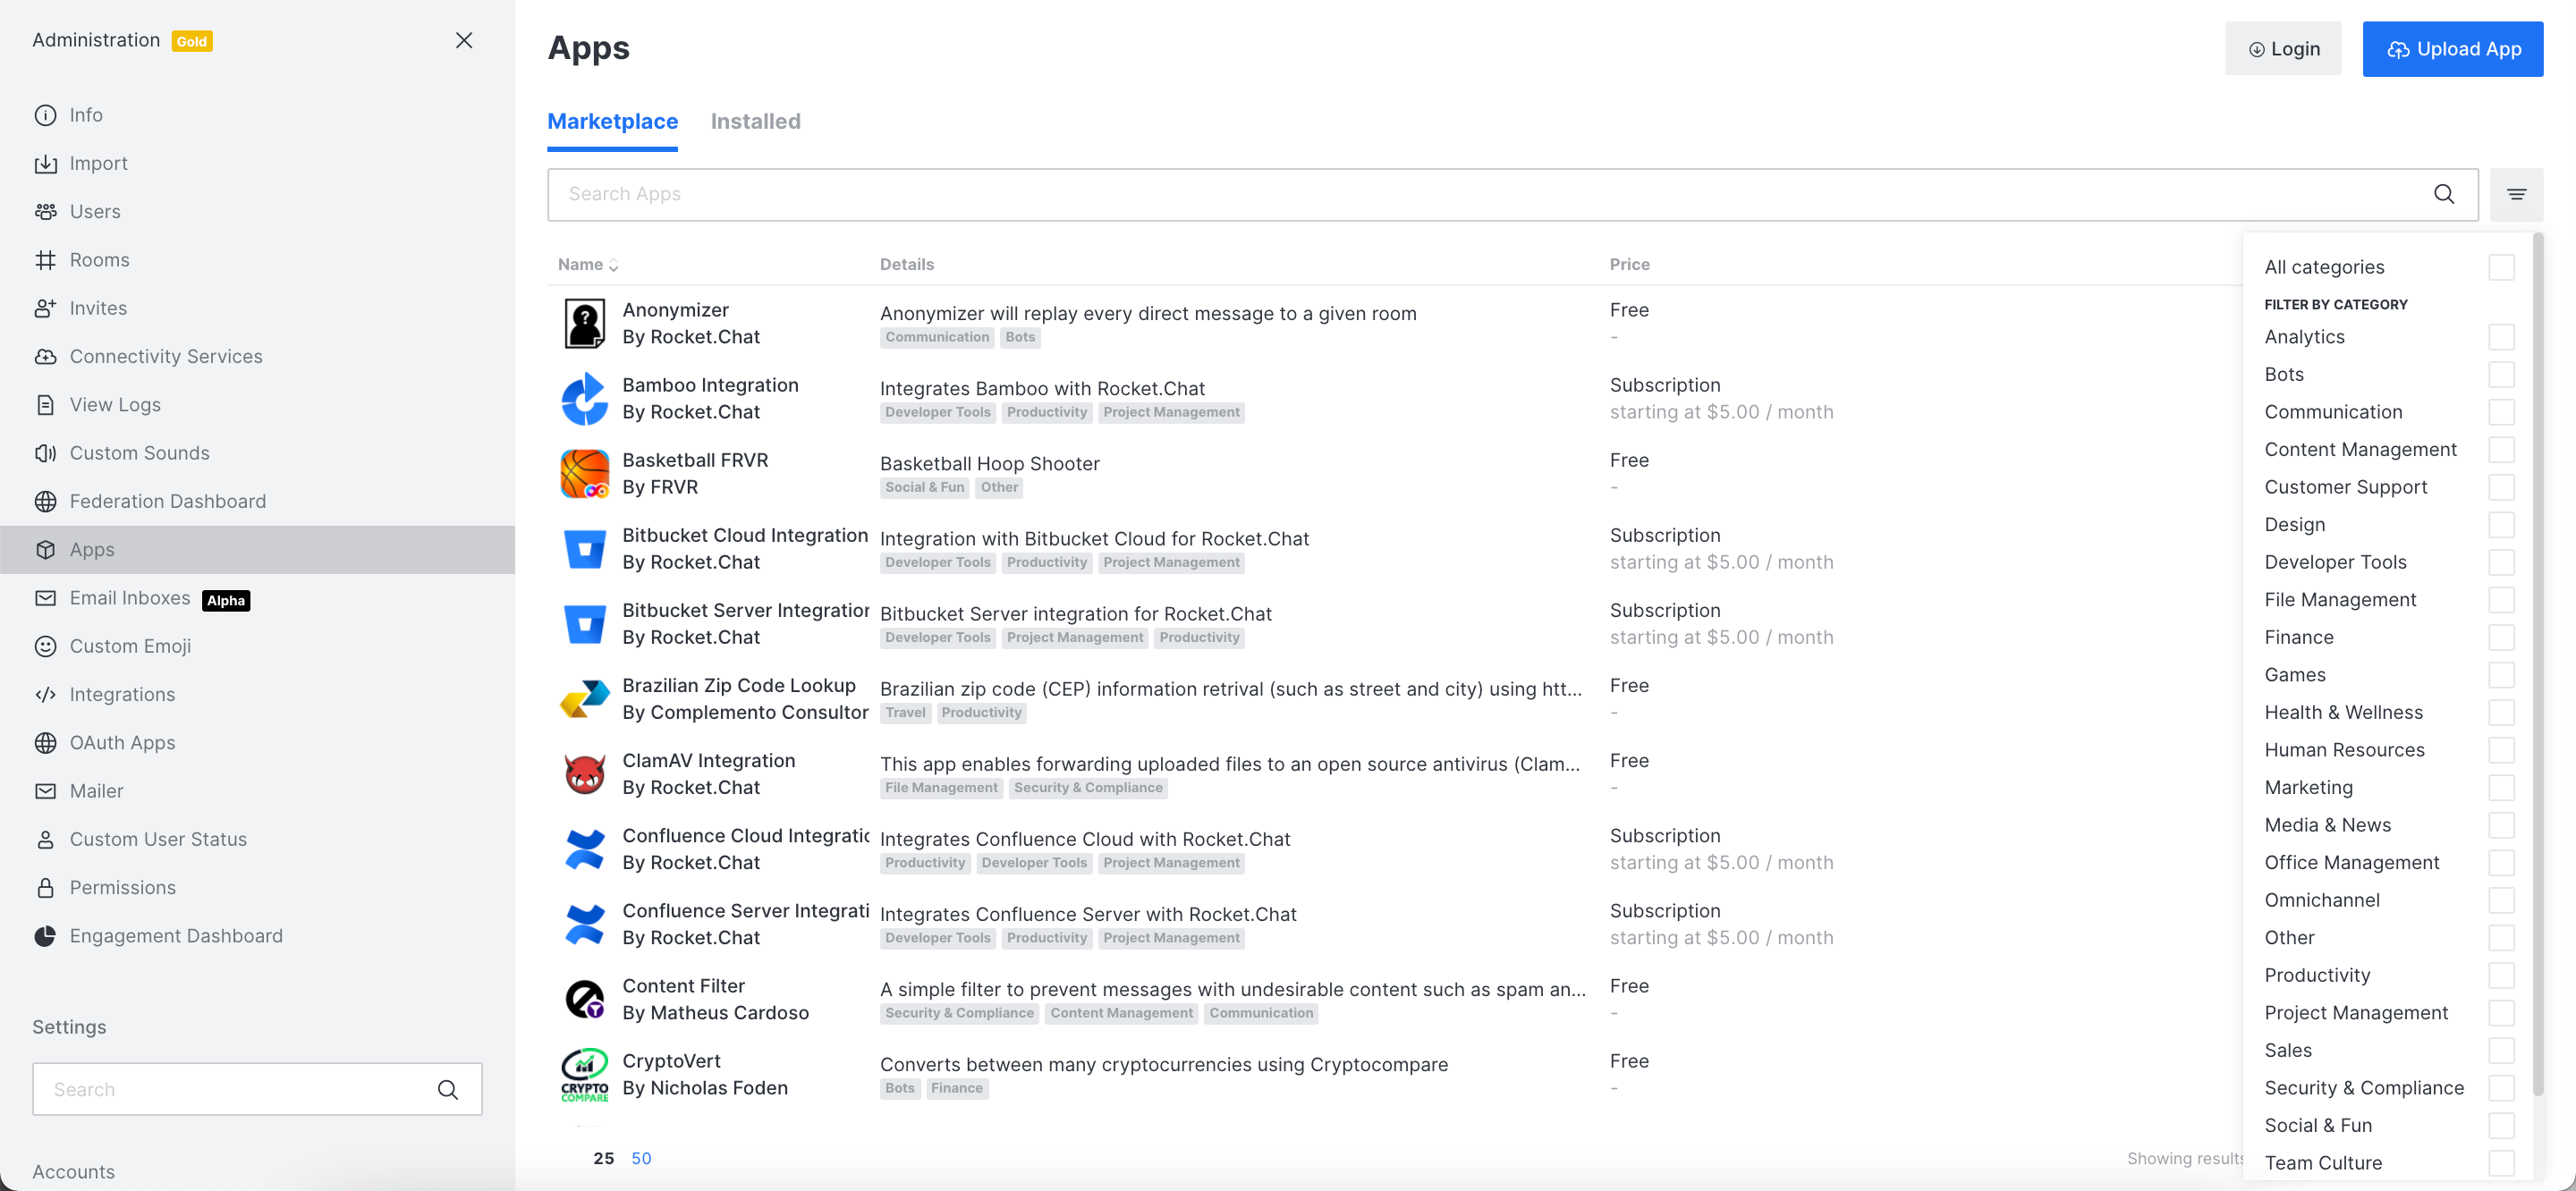 Administration Gold
Info
Import
Users
Rooms
Invites
Connectivity Services
View Logs
Custom Sounds
Federation Dashboard
Apps
Email Inboxes Alpha
Custom Emoji
Integrations
OAuth Apps
Mailer
Custom User Status
Permissions
Engagement Dashboard
Settings
Search
Accounts
Apps
Login
Upload App
Marketplace Installed
Search Apps
Name Details Price
Anonymizer
By Rocket.Chat
Anonymizer will replay every direct message to a given room
Communication Bots
Free
-
Bamboo Integration
By Rocket.Chat
Integrates Bamboo with Rocket.Chat
Developer Tools Productivity Project Management
Subscription
starting at $5.00 / month
Basketball FRVR
By FRVR
Basketball Hoop Shooter
Social & Fun Other
Free
-
Bitbucket Cloud Integration
By Rocket.Chat
Integration with Bitbucket Cloud for Rocket.Chat
Developer Tools Productivity Project Management
Subscription
starting at $5.00 / month
Bitbucket Server Integration
By Rocket.Chat
Bitbucket Server integration for Rocket.Chat
Developer Tools Project Management Productivity
Subscription
starting at $5.00 / month
Brazilian Zip Code Lookup
By Complemento Consultor
Brazilian zip code (CEP) information retrival (such as street and city) using htt...
Travel Productivity
Free
-
ClamAV Integration
By Rocket.Chat
This app enables forwarding uploaded files to an open source antivirus (Clam...
File Management Security & Compliance
Free
-
Confluence Cloud Integratic
By Rocket.Chat
Integrates Confluence Cloud with Rocket.Chat
Productivity Developer Tools Project Management
Subscription
starting at $5.00 / month
Confluence Server Integrati
By Rocket.Chat
Integrates Confluence Server with Rocket.Chat
Developer Tools Productivity Project Management
Subscription
starting at $5.00 / month
Content Filter
By Matheus Cardoso
A simple filter to prevent messages with undesirable content such as spam an...
Security & Compliance Content Management Communication
Free
-
CRYPTO
COMPARE
CryptoVert
By Nicholas Foden
Converts between many cryptocurrencies using Cryptocompare
Bots Finance
Free
-
25 50
Showing results
All categories
FILTER BY CATEGORY
Analytics
Bots
Communication
Content Management
Customer Support
Design
Developer Tools
File Management
Finance
Games
Health & Wellness
Human Resources
Marketing
Media & News
Office Management
Omnichannel
Other
Productivity
Project Management
Sales
Security & Compliance
Social & Fun
Team Culture